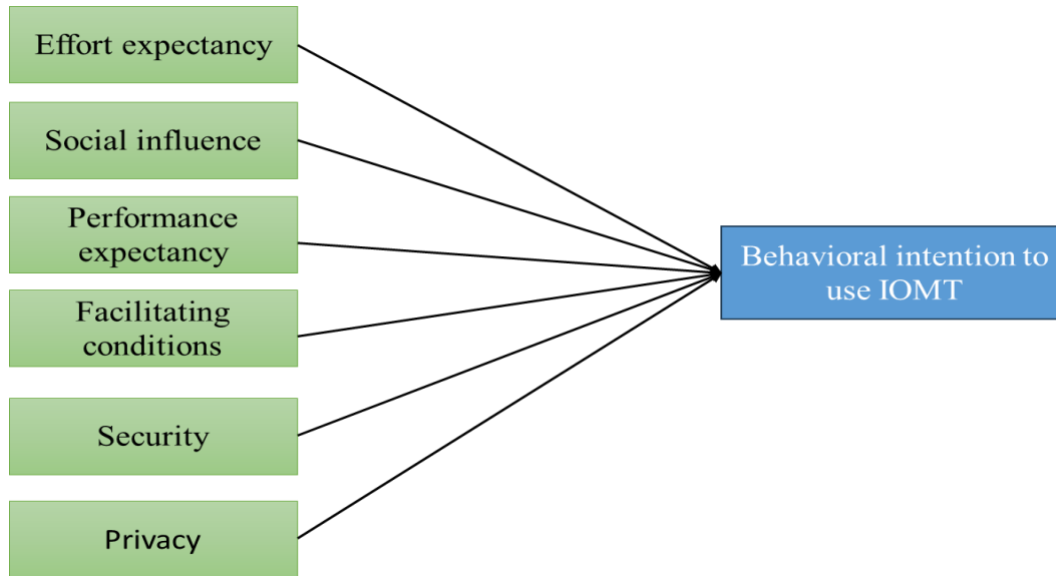 Effort expectancy
Social influence
Performance
expectancy
Facilitating
conditions
Security
Privacy
Behavioral intention to
use IOMT